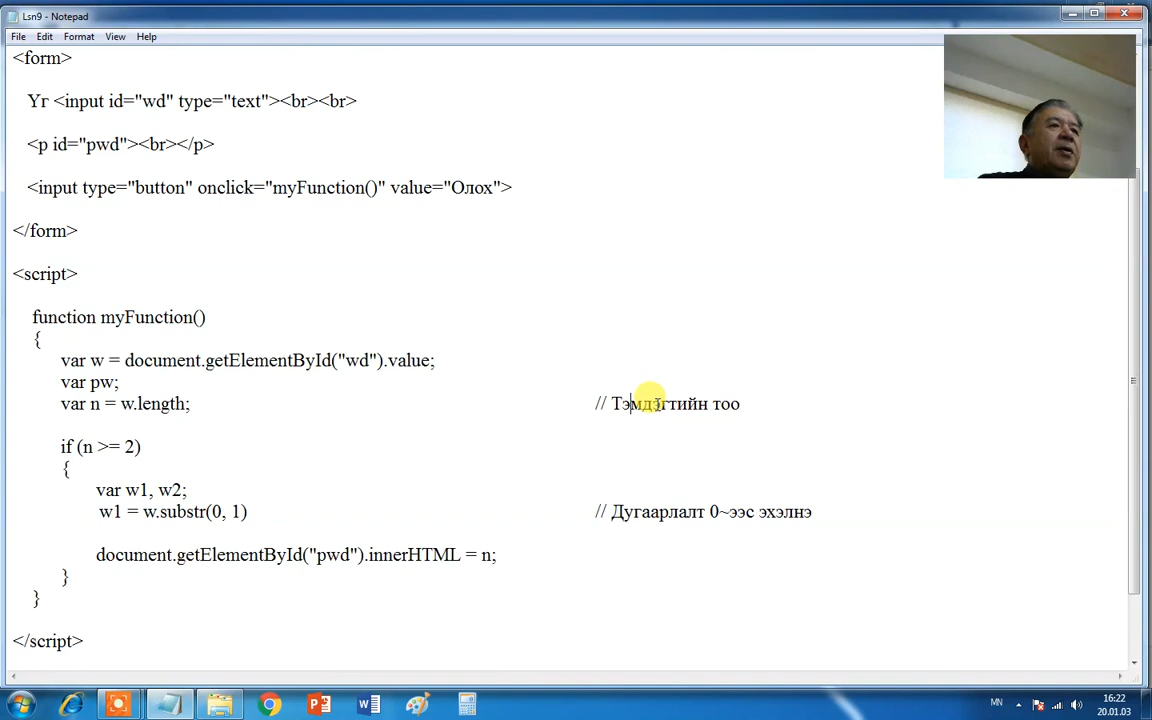 Lsn9 - Notepad
File Edit Format View Help
<form>
Үг <input id="wd" type="text"><br><br>
<p id="pwd"><br></p>
<input type="button" onclick="myFunction()" value="Олох">
</form>
<script>
function myFunction()
{
var w = document.getElementById("wd").value;
var pw;
var n = w.length; // Тэмдэгтийн тоо
if (n >= 2)
{
var w1, w2;
w1 = w.substr(0, 1) // Дугаарлалт 0~ээс эхэлнэ
document.getElementById("pwd").innerHTML = n;
}
}
</script>
MN
16:22
20.01.03